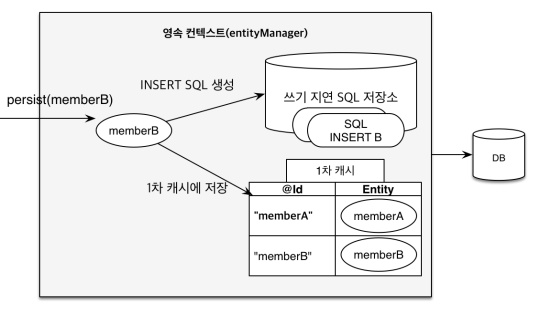 영속 컨텍스트(entityManager)
INSERT SQL 생성
persist(memberB)
쓰기 지연 SQL 저장소
memberB
SQL
INSERT B
DB
1차 캐시
1차 캐시에 저장
@Id Entity
"memberA" memberA
"memberB" memberB